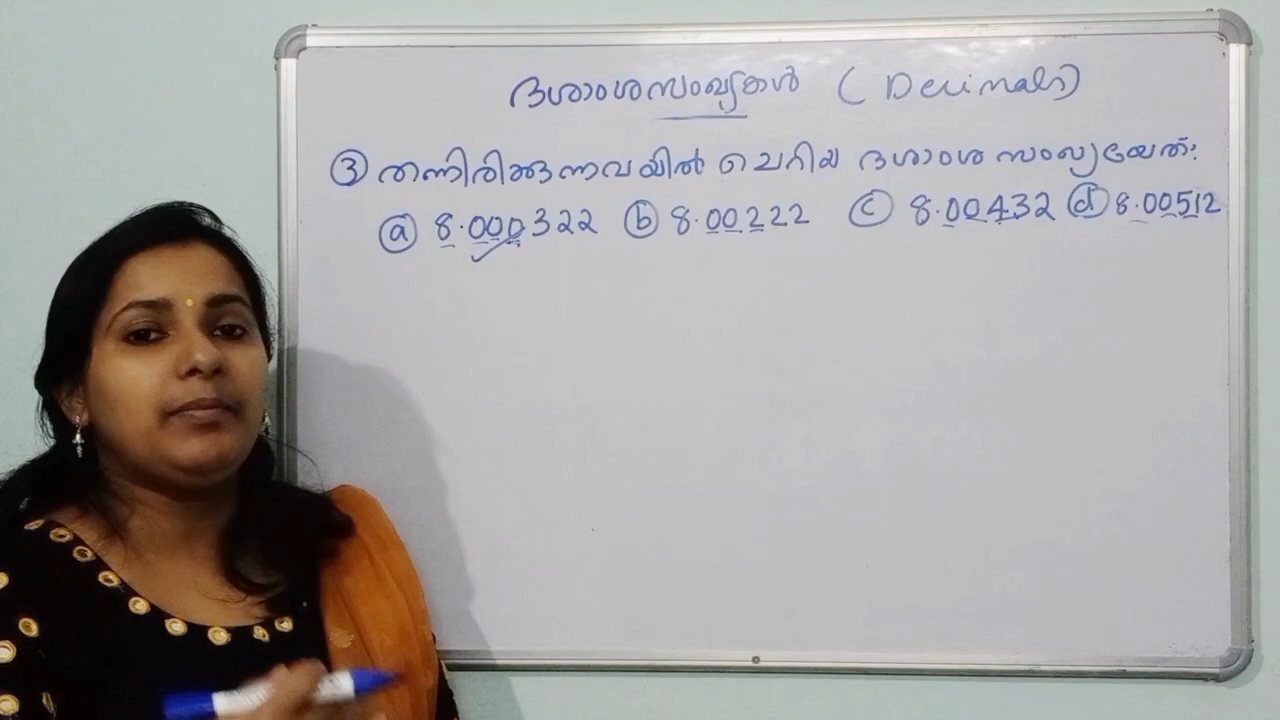 ദശാംശസംഖ്യകൾ (Decimals)
③ തന്നിരിക്കുന്നവയിൽ ചെറിയ ദശാംശ സംഖ്യയേത്?
ⓐ 8.000322 ⓑ 8.00222 ⓒ 8.00432 ⓓ 8.00512